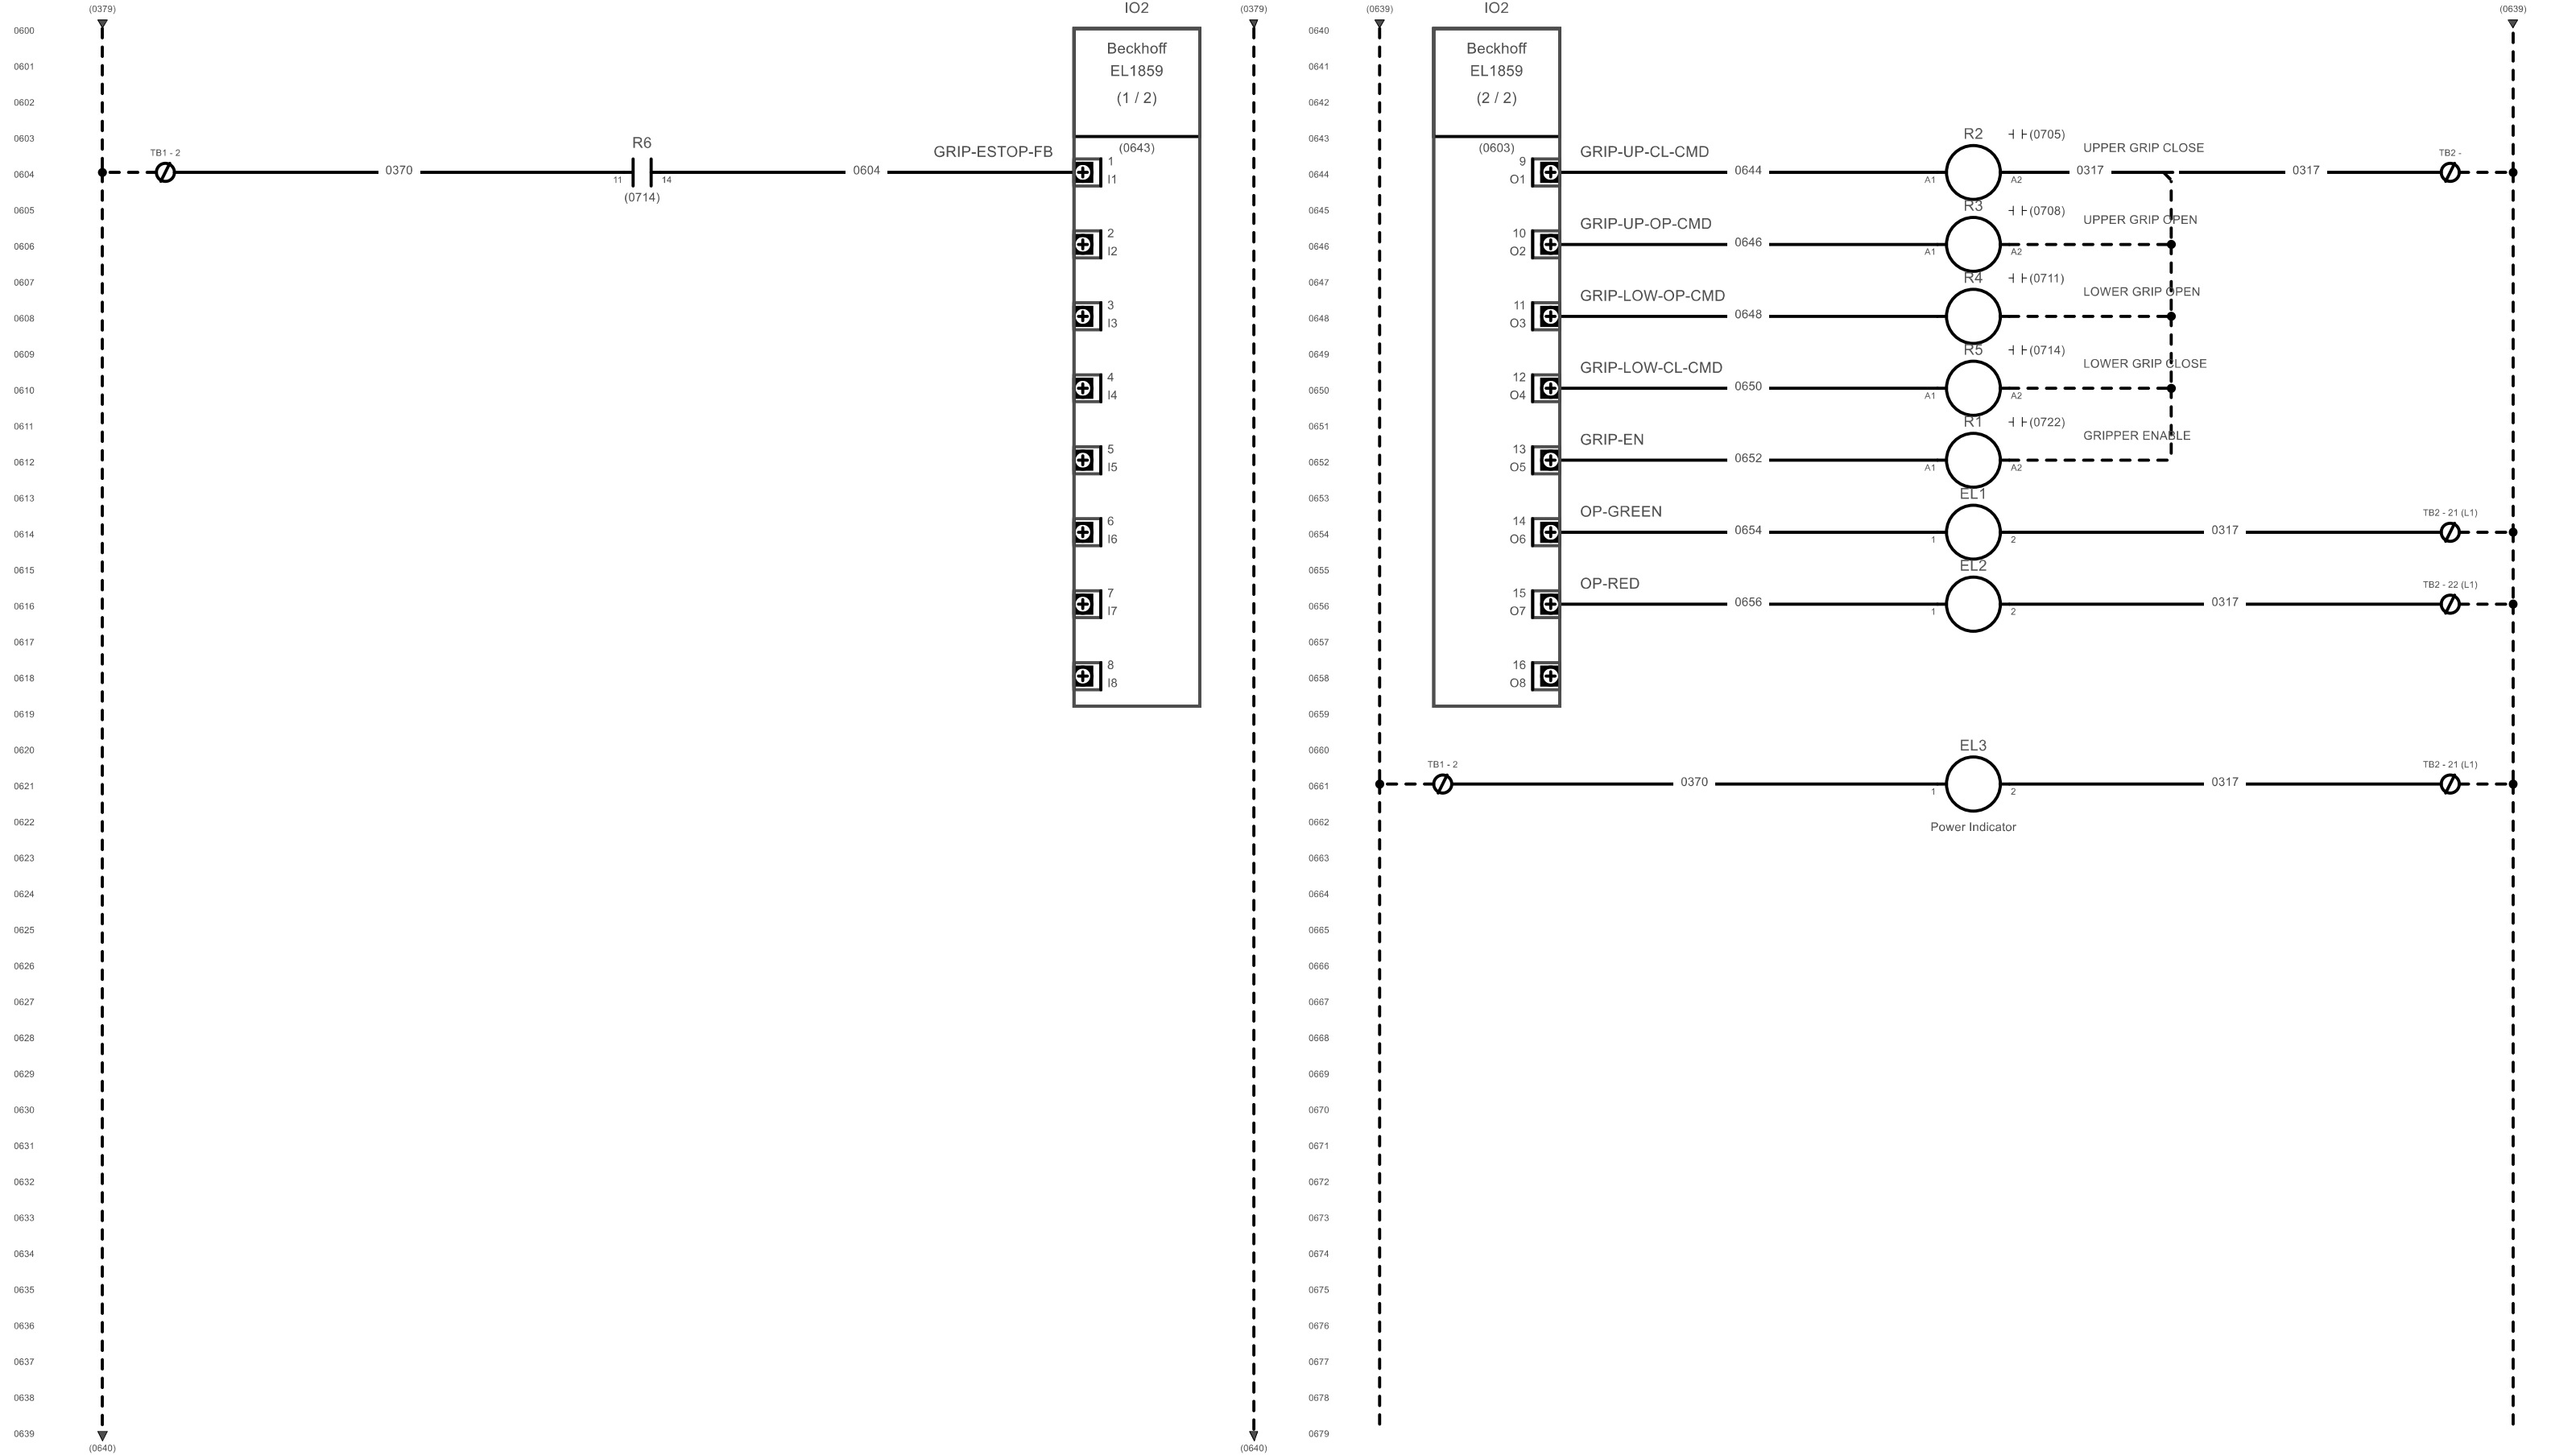 (0379)
IO2
(0379)
(0639)
IO2
(0639)
0600
0601
0602
0603
0604
0605
0606
0607
0608
0609
0610
0611
0612
0613
0614
0615
0616
0617
0618
0619
0620
0621
0622
0623
0624
0625
0626
0627
0628
0629
0630
0631
0632
0633
0634
0635
0636
0637
0638
0639
TB1 - 2
0370
R6
11
14
(0714)
0604
GRIP-ESTOP-FB
Beckhoff
EL1859
(1 / 2)
(0643)
1
I1
2
I2
3
I3
4
I4
5
I5
6
I6
7
I7
8
I8
(0640)
(0640)
0640
0641
0642
0643
0644
0645
0646
0647
0648
0649
0650
0651
0652
0653
0654
0655
0656
0657
0658
0659
0660
0661
0662
0663
0664
0665
0666
0667
0668
0669
0670
0671
0672
0673
0674
0675
0676
0677
0678
0679
Beckhoff
EL1859
(2 / 2)
(0603)
9
O1
GRIP-UP-CL-CMD
0644
R2
A1
A2
(0705)
UPPER GRIP CLOSE
0317
0317
TB2 -
10
O2
GRIP-UP-OP-CMD
0646
R3
A1
A2
(0708)
UPPER GRIP OPEN
11
O3
GRIP-LOW-OP-CMD
0648
R4
(0711)
LOWER GRIP OPEN
12
O4
GRIP-LOW-CL-CMD
0650
R5
A1
A2
(0714)
LOWER GRIP CLOSE
13
O5
GRIP-EN
0652
R1
A1
A2
(0722)
GRIPPER ENABLE
14
O6
OP-GREEN
0654
EL1
1
2
0317
TB2 - 21 (L1)
15
O7
OP-RED
0656
EL2
1
2
0317
TB2 - 22 (L1)
16
O8
TB1 - 2
0370
EL3
1
2
0317
TB2 - 21 (L1)
Power Indicator